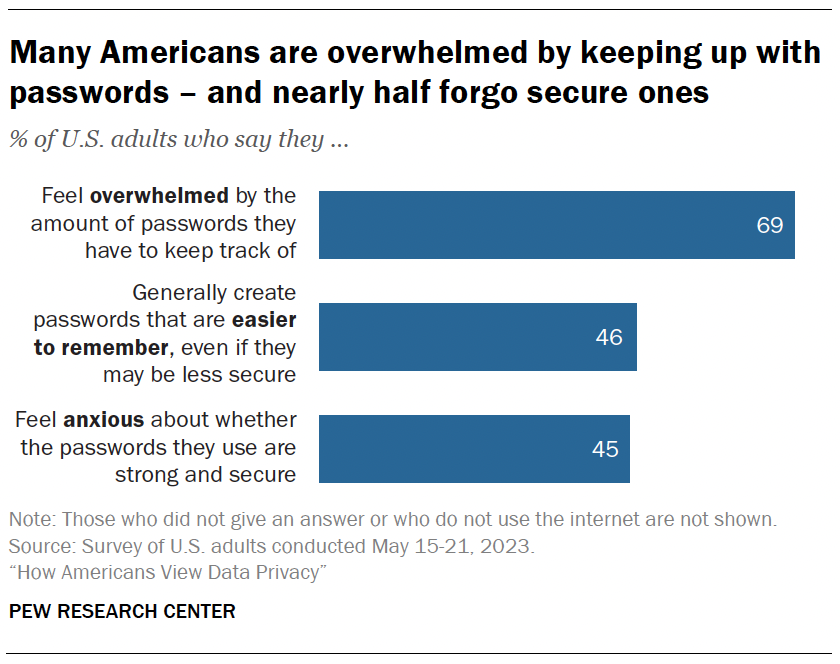 Many Americans are overwhelmed by keeping up with
passwords – and nearly half forgo secure ones
% of U.S. adults who say they ...
Feel overwhelmed by the
amount of passwords they
have to keep track of
69
Generally create
passwords that are easier
to remember, even if they
may be less secure
46
Feel anxious about whether
the passwords they use are
strong and secure
45
Note: Those who did not give an answer or who do not use the internet are not shown.
Source: Survey of U.S. adults conducted May 15-21, 2023.
“How Americans View Data Privacy”
PEW RESEARCH CENTER